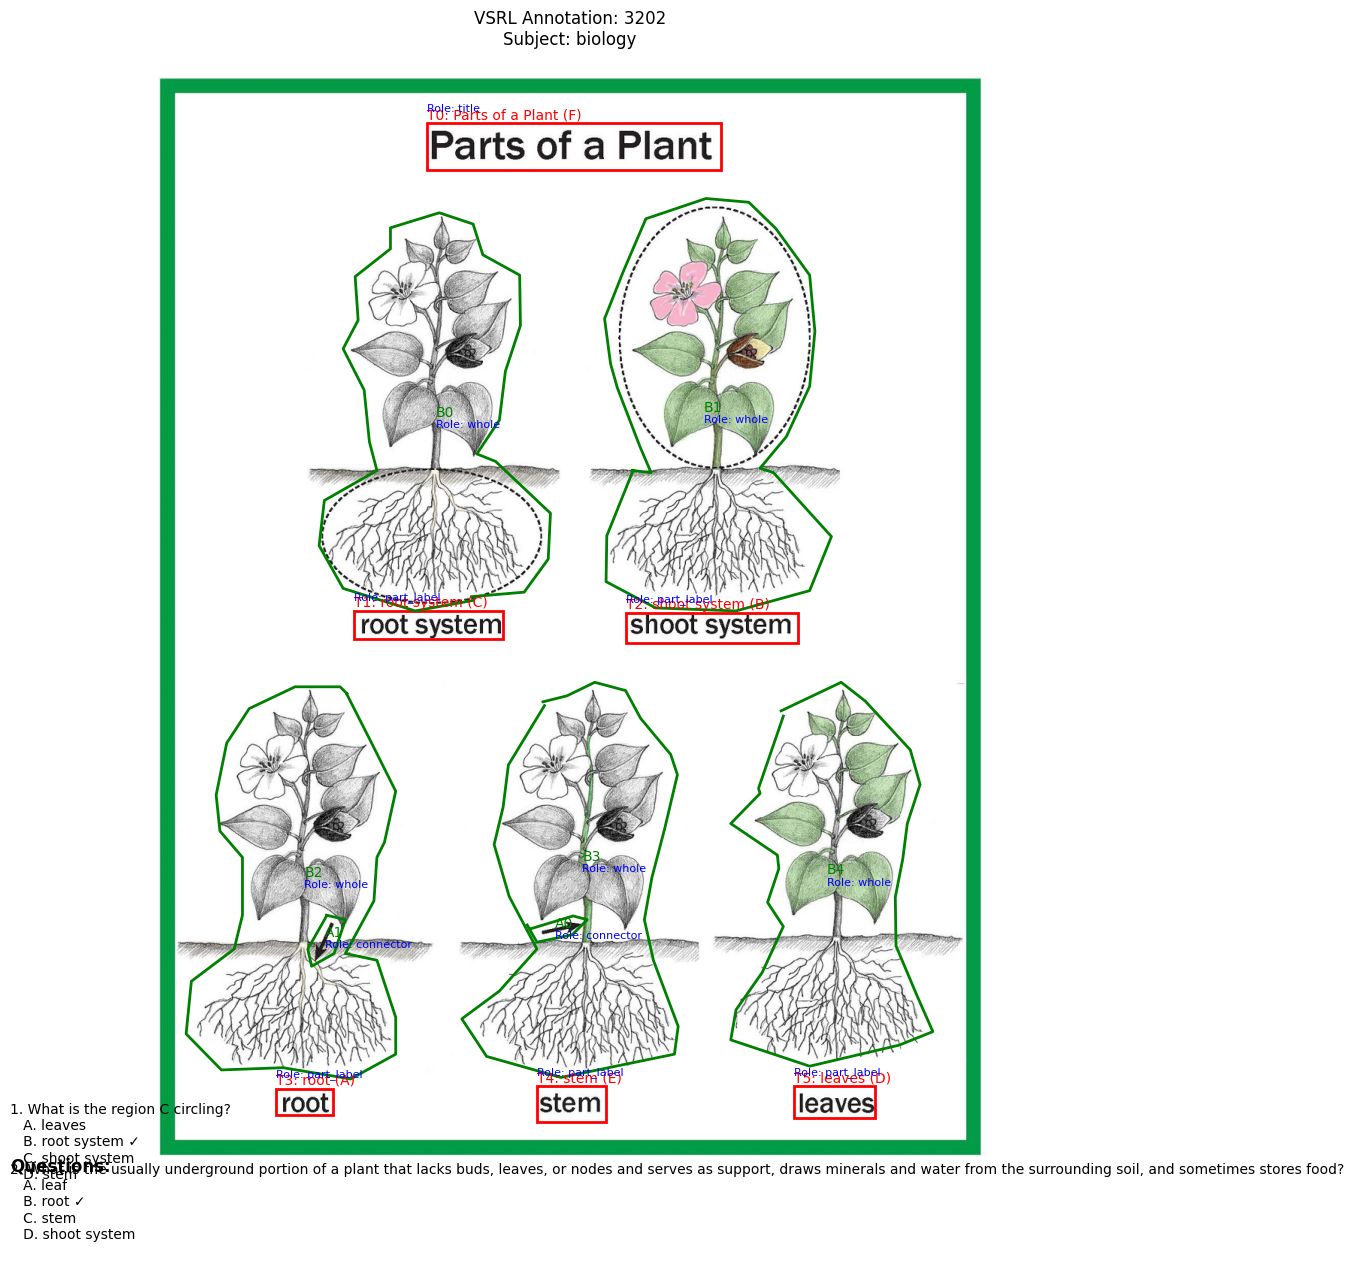 VSRL Annotation: 3202
Subject: biology
Role: title
T0: Parts of a Plant (F)
Parts of a Plant
B0
Role: whole
B1
Role: whole
Role: part_label
T1: root system (C)
root system
Role: part_label
T2: shoot system (B)
shoot system
B2
Role: whole
A1
Role: connector
B3
Role: whole
A0
Role: connector
B4
Role: whole
Role: part_label
T3: root (A)
root
Role: part_label
T4: stem (E)
stem
Role: part_label
T5: leaves (D)
leaves
1. What is the region C circling?
A. leaves
B. root system ✓
C. shoot system
D. stem
Questions:
2. What is the usually underground portion of a plant that lacks buds, leaves, or nodes and serves as support, draws minerals and water from the surrounding soil, and sometimes stores food?
A. leaf
B. root ✓
C. stem
D. shoot system